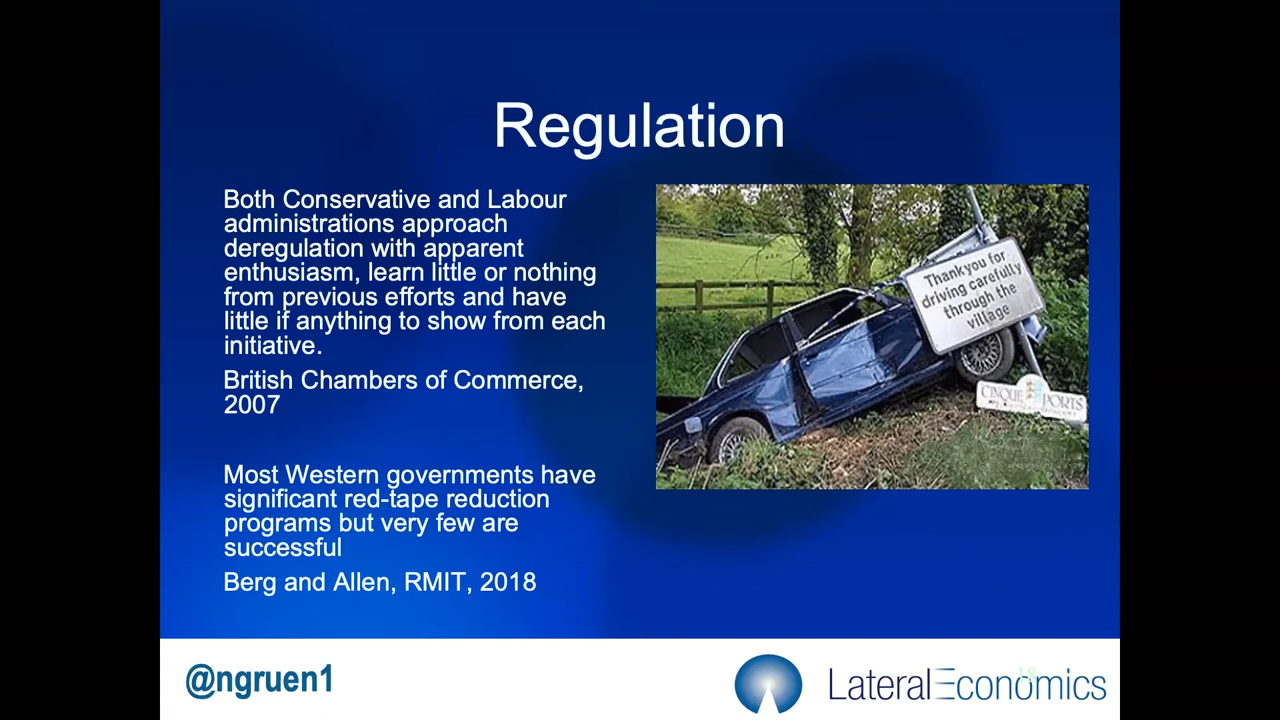 Regulation
Both Conservative and Labour
administrations approach
deregulation with apparent
enthusiasm, learn little or nothing
from previous efforts and have
little if anything to show from each
initiative.
British Chambers of Commerce,
2007
Most Western governments have
significant red-tape reduction
programs but very few are
successful
Berg and Allen, RMIT, 2018
Thank you for
driving carefully
through the
village
CINQUE PORTS
@ngruen1
LateralEconomics
18